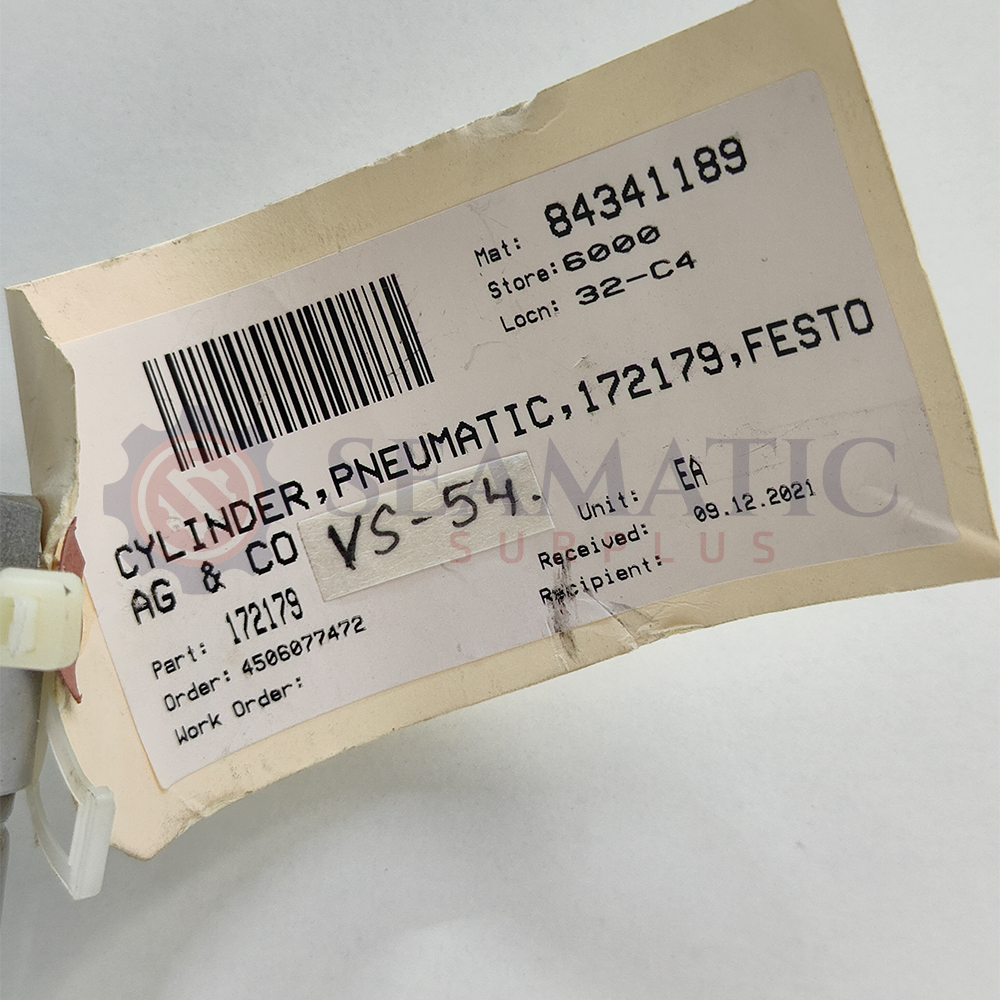 Mat: 84341189
Store: 6000
Locn: 32-C4
CYLINDER,PNEUMATIC,172179,FESTO
AG & CO
VS-54.
Part: 172179
Order: 4506077472
Work Order:
Unit: EA
Received: 09.12.2021
Recipient:
SEAMATIC
SURPLUS